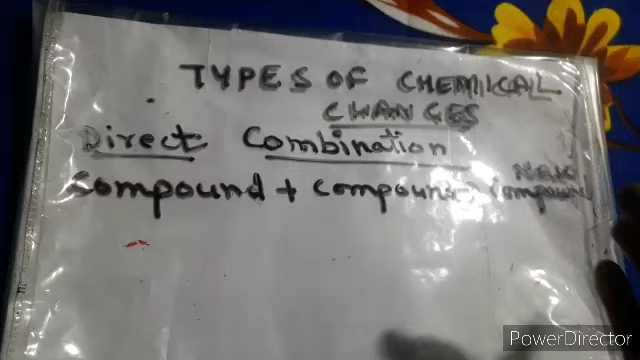 TYPES OF CHEMICAL
CHANGES
Direct Combination
Compound + Compound → New Compound
PowerDirector